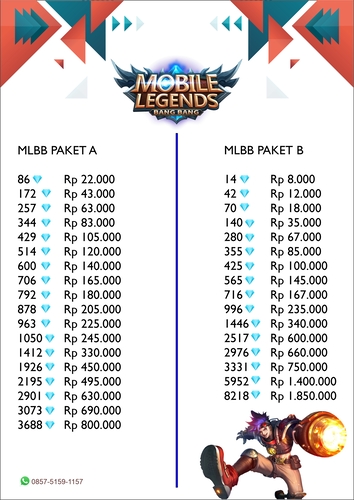 MOBILE
LEGENDS
BANG BANG
MLBB PAKET A
86 Rp 22.000
172 Rp 43.000
257 Rp 63.000
344 Rp 83.000
429 Rp 105.000
514 Rp 120.000
600 Rp 140.000
706 Rp 165.000
792 Rp 180.000
878 Rp 205.000
963 Rp 225.000
1050 Rp 245.000
1412 Rp 330.000
1926 Rp 450.000
2195 Rp 495.000
2901 Rp 630.000
3073 Rp 690.000
3688 Rp 800.000
0857-5159-1157
MLBB PAKET B
14 Rp 8.000
42 Rp 12.000
70 Rp 18.000
140 Rp 35.000
280 Rp 67.000
355 Rp 85.000
425 Rp 100.000
565 Rp 145.000
716 Rp 167.000
996 Rp 235.000
1446 Rp 340.000
2517 Rp 600.000
2976 Rp 660.000
3331 Rp 750.000
5952 Rp 1.400.000
8218 Rp 1.850.000